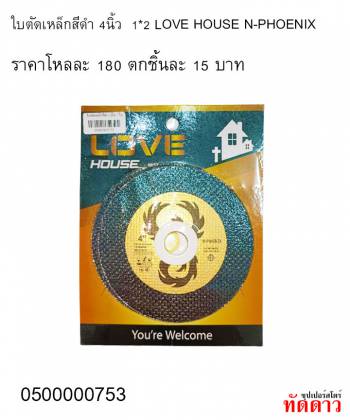 ใบตัดเหล็กสีดำ 4นิ้ว 1*2 LOVE HOUSE N-PHOENIX
ราคาโหลละ 180 ตกชิ้นละ 15 บาท
LOVE
HOUSE
4"
N-PHOENIX
You're Welcome
0500000753
ซุปเปอร์สโตร์
ทัดดาว